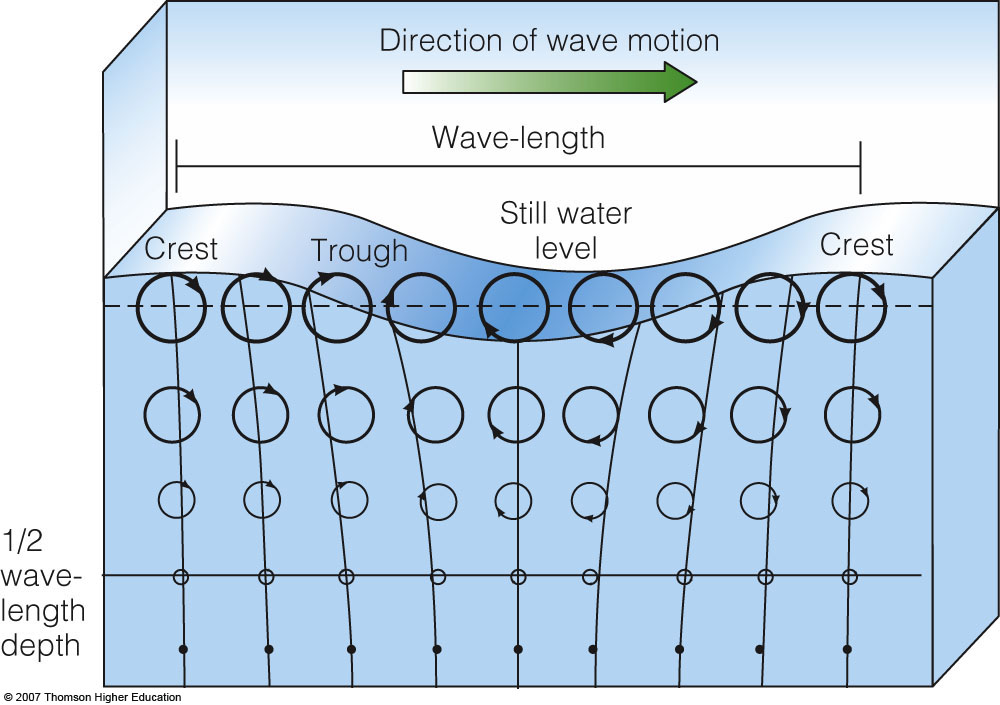 Direction of wave motion
Wave-length
Still water
level
Crest
Trough
Crest
1/2
wave-
length
depth
© 2007 Thomson Higher Education